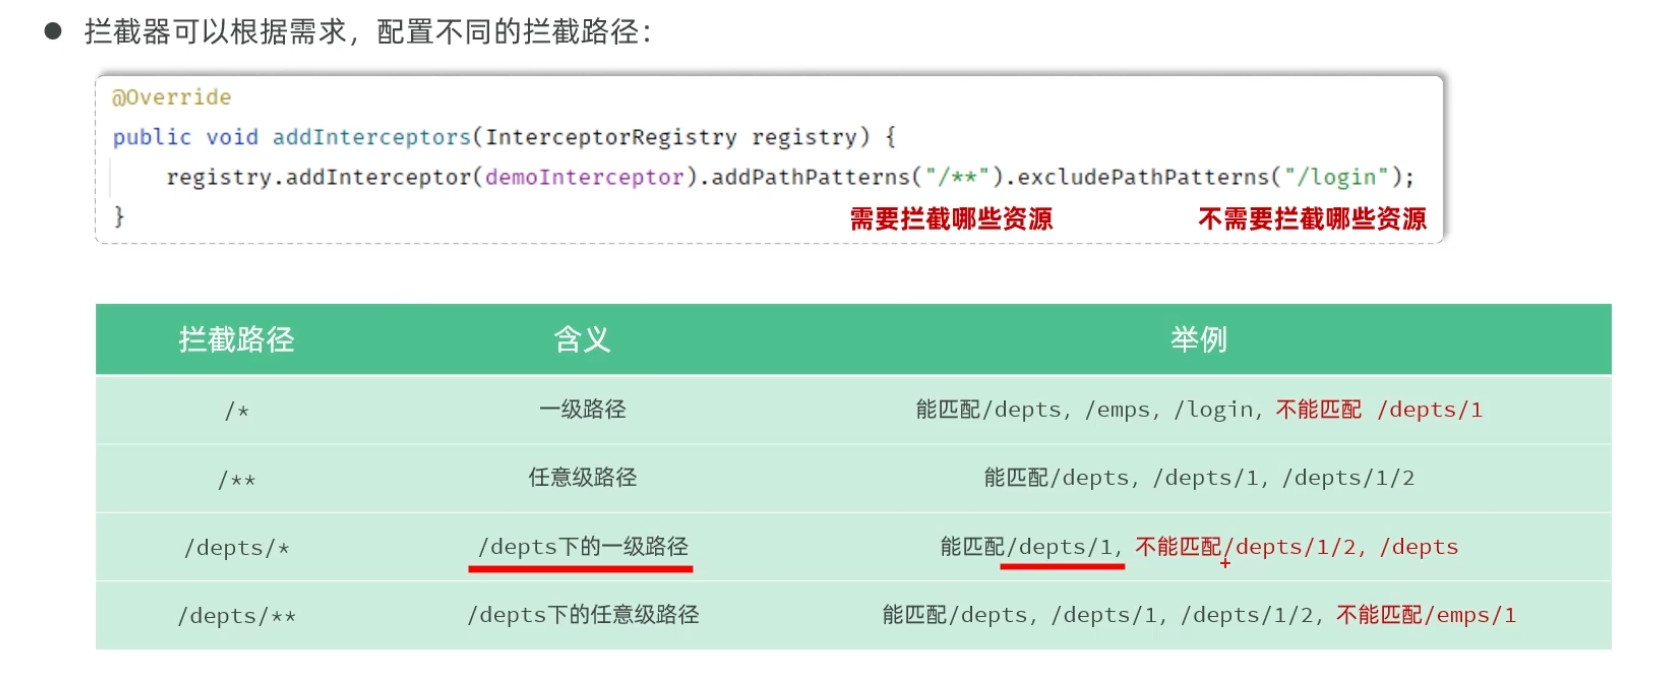 ● 拦截器可以根据需求，配置不同的拦截路径：
@Override
public void addInterceptors(InterceptorRegistry registry) {
registry.addInterceptor(demoInterceptor).addPathPatterns("/**").excludePathPatterns("/login");
}
需要拦截哪些资源 不需要拦截哪些资源
拦截路径 含义 举例
/* 一级路径 能匹配/depts，/emps，/login，不能匹配 /depts/1
/** 任意级路径 能匹配/depts，/depts/1，/depts/1/2
/depts/* /depts下的一级路径 能匹配/depts/1，不能匹配/depts/1/2，/depts
/depts/** /depts下的任意级路径 能匹配/depts，/depts/1，/depts/1/2，不能匹配/emps/1